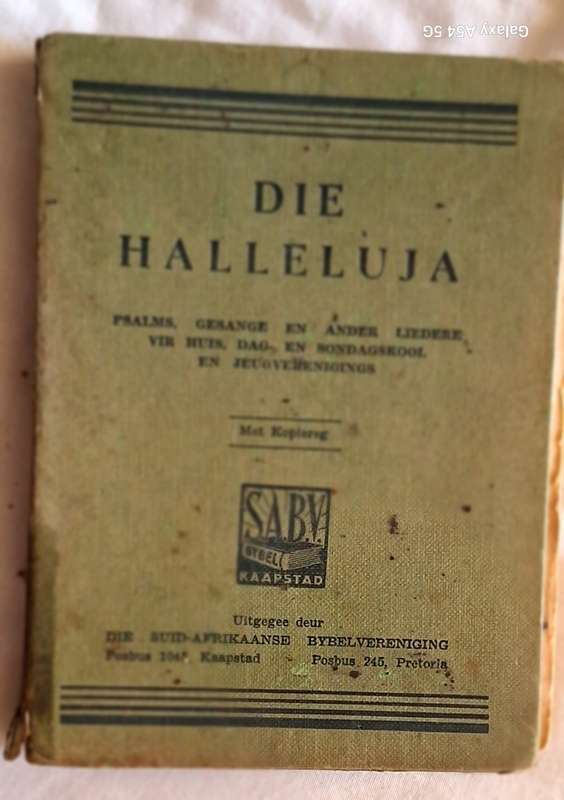 Galaxy A54 5G
DIE
HALLELUJA
PSALMS, GESANGE EN ANDER LIEDERE
VIR HUIS, DAG- EN SONDAGSKOOL
EN JEUGVERENIGINGS
Met Kopiereg
S.A.B.V.
BYBEL
KAAPSTAD
Uitgegee deur
DIE SUID-AFRIKAANSE BYBELVERENIGING
Posbus Kaapstad Posbus 245, Pretoria